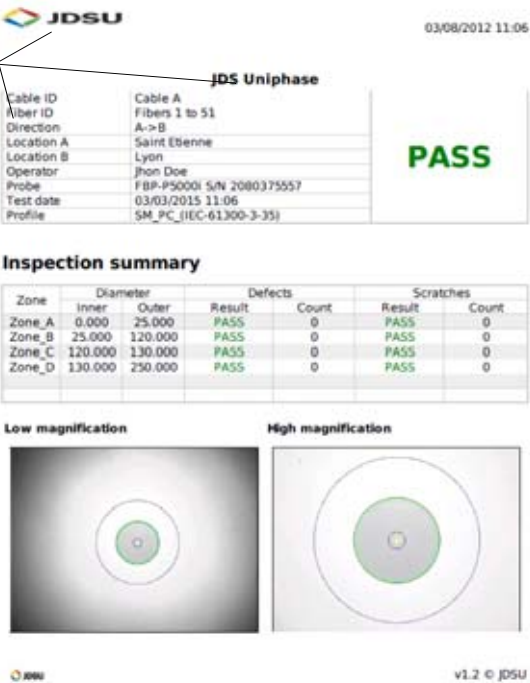 JDSU
03/08/2012 11:06
JDS Uniphase
Cable ID Cable A
Fiber ID Fibers 1 to 51
Direction A->B
Location A Saint Etienne
Location B Lyon
Operator Jhon Doe
Probe FBP-P5000i S/N 2080375557
Test date 03/03/2015 11:06
Profile SM_PC_(IEC-61300-3-35)
PASS
Inspection summary
Zone Diameter Defects Scratches
Inner Outer Result Count Result Count
Zone_A 0.000 25.000 PASS 0 PASS 0
Zone_B 25.000 120.000 PASS 0 PASS 0
Zone_C 120.000 130.000 PASS 0 PASS 0
Zone_D 130.000 250.000 PASS 0 PASS 0
Low magnification High magnification
JDSU v1.2 © JDSU